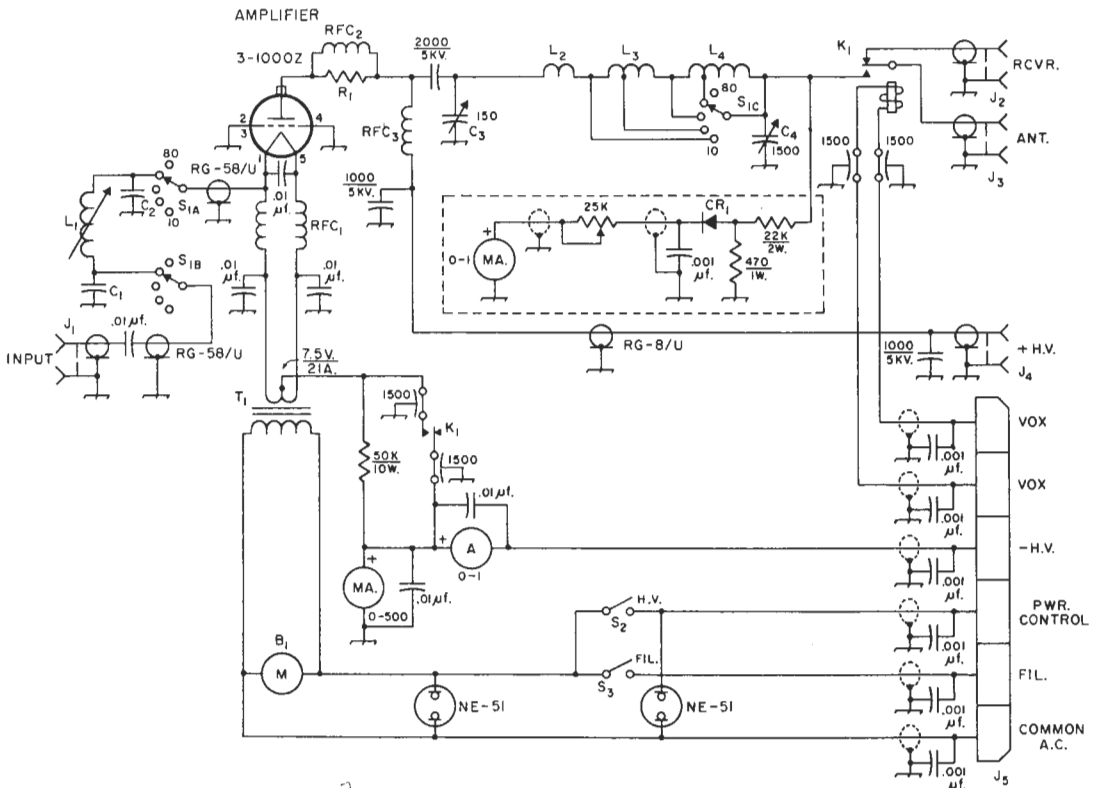 AMPLIFIER
3-1000Z
RFC2
R1
2000
5KV.
L2
L3
L4
K1
RCVR.
J2
80
S1C
10
150
C3
C4
1500
RFC3
ANT.
J3
1500
1500
2
3
4
1
5
80
RG-58/U
.01
µf.
1000
5KV.
L1
C2
S1A
10
RFC1
25K
CR1
+
0-1
MA.
.001
µf.
22K
2W.
470
1W.
S1B
C1
.01
µf.
.01
µf.
J1
.01µf.
INPUT
RG-58/U
RG-8/U
1000
5KV.
+H.V.
J4
7.5V.
21A.
T1
1500
K1
50K
10W.
1500
.01µf.
VOX
.001
µf.
VOX
.001
µf.
+
+
A
0-1
-H.V.
.001
µf.
MA.
.01µf.
0-500
H.V.
S2
PWR.
CONTROL
.001
µf.
B1
M
FIL.
S3
FIL.
.001
µf.
NE-51
NE-51
COMMON
A.C.
.001
µf.
J5